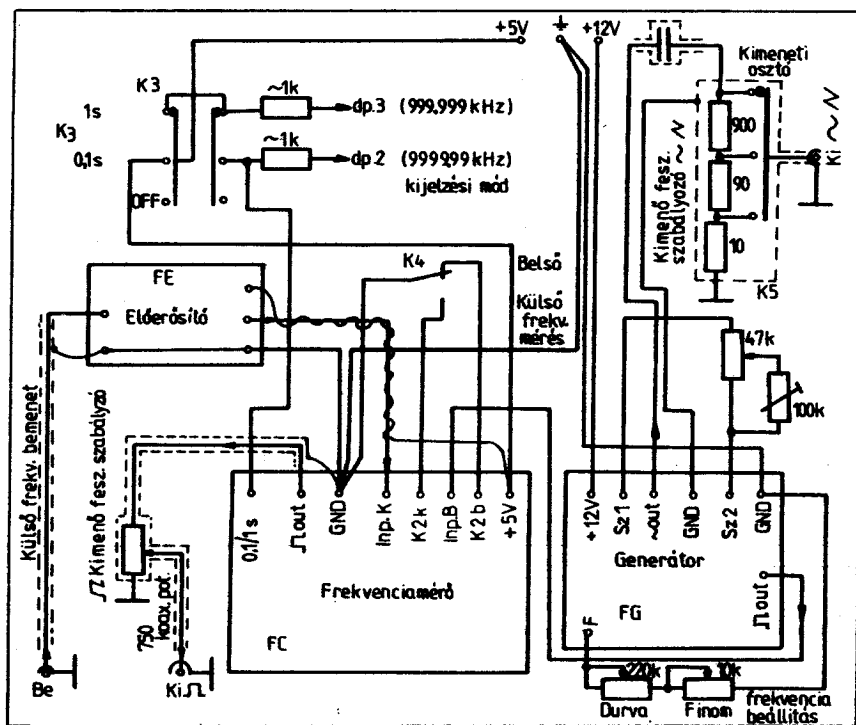 +5V
+12V
Kimeneti
osztó
K3
1s
K3
0,1s
OFF
~1k
dp.3 (999,999 kHz)
~1k
dp.2 (9999,99 kHz)
kijelzési mód
900
90
10
Kimenő fesz.
szabályozó ~
Ki ~
K5
FE
Előerősítő
K4
Belső
Külső
frekv.
mérés
47k
100k
Külső frekv. bemenet
Kimenő fesz. szabályozó
750
koax. pot.
Be
Ki
0,1/1s
out
GND
Inp.K
K2k
Inp.B
K2b
+5V
Frekvenciamérő
FC
+12V
Sz1
~out
GND
Sz2
GND
Generátor
FG
out
F
220k
10k
Durva
Finom
frekvencia
beállítás